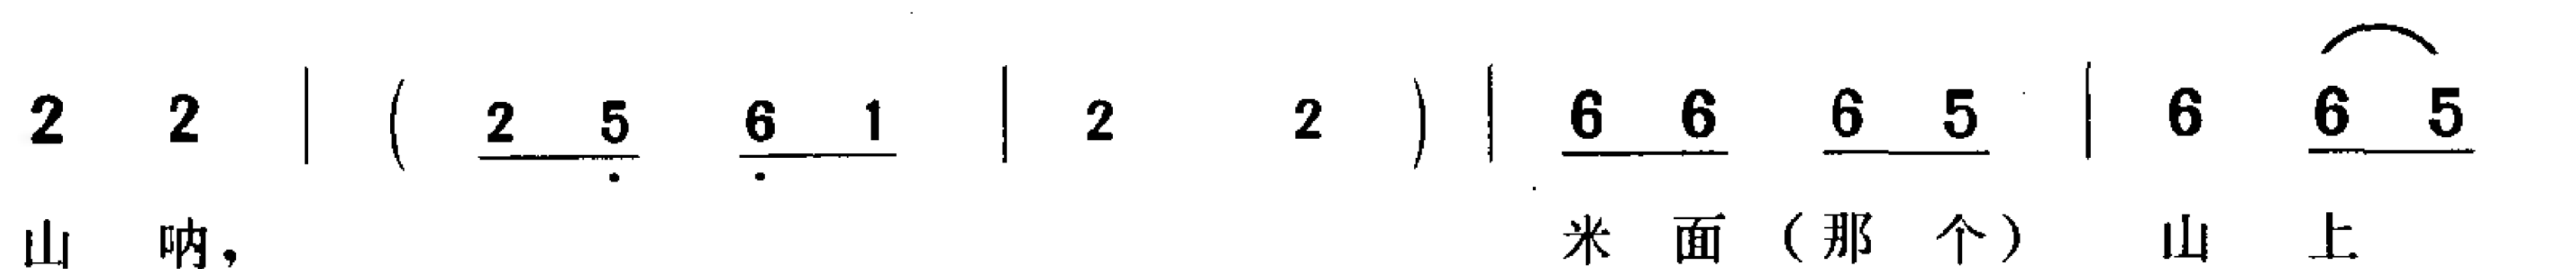 2 2 | ( 2 5 6 1 | 2 2 ) | 6 6 6 5 | 6 6 5
山 呐， 米 面 （那 个） 山 上